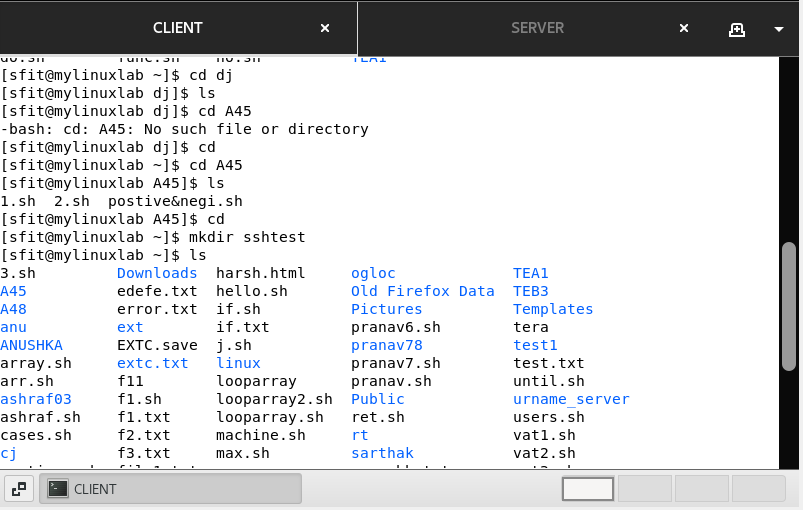 CLIENT × SERVER ×
do.sh func.sh no.sh TEA1
[sfit@mylinuxlab ~]$ cd dj
[sfit@mylinuxlab dj]$ ls
[sfit@mylinuxlab dj]$ cd A45
-bash: cd: A45: No such file or directory
[sfit@mylinuxlab dj]$ cd
[sfit@mylinuxlab ~]$ cd A45
[sfit@mylinuxlab A45]$ ls
1.sh 2.sh postive&negi.sh
[sfit@mylinuxlab A45]$ cd
[sfit@mylinuxlab ~]$ mkdir sshtest
[sfit@mylinuxlab ~]$ ls
3.sh Downloads harsh.html ogloc TEA1
A45 edefe.txt hello.sh Old Firefox Data TEB3
A48 error.txt if.sh Pictures Templates
anu ext if.txt pranav6.sh tera
ANUSHKA EXTC.save j.sh pranav78 test1
array.sh extc.txt linux pranav7.sh test.txt
arr.sh f11 looparray pranav.sh until.sh
ashraf03 f1.sh looparray2.sh Public urname_server
ashraf.sh f1.txt looparray.sh ret.sh users.sh
cases.sh f2.txt machine.sh rt vat1.sh
cj f3.txt max.sh sarthak vat2.sh
CLIENT